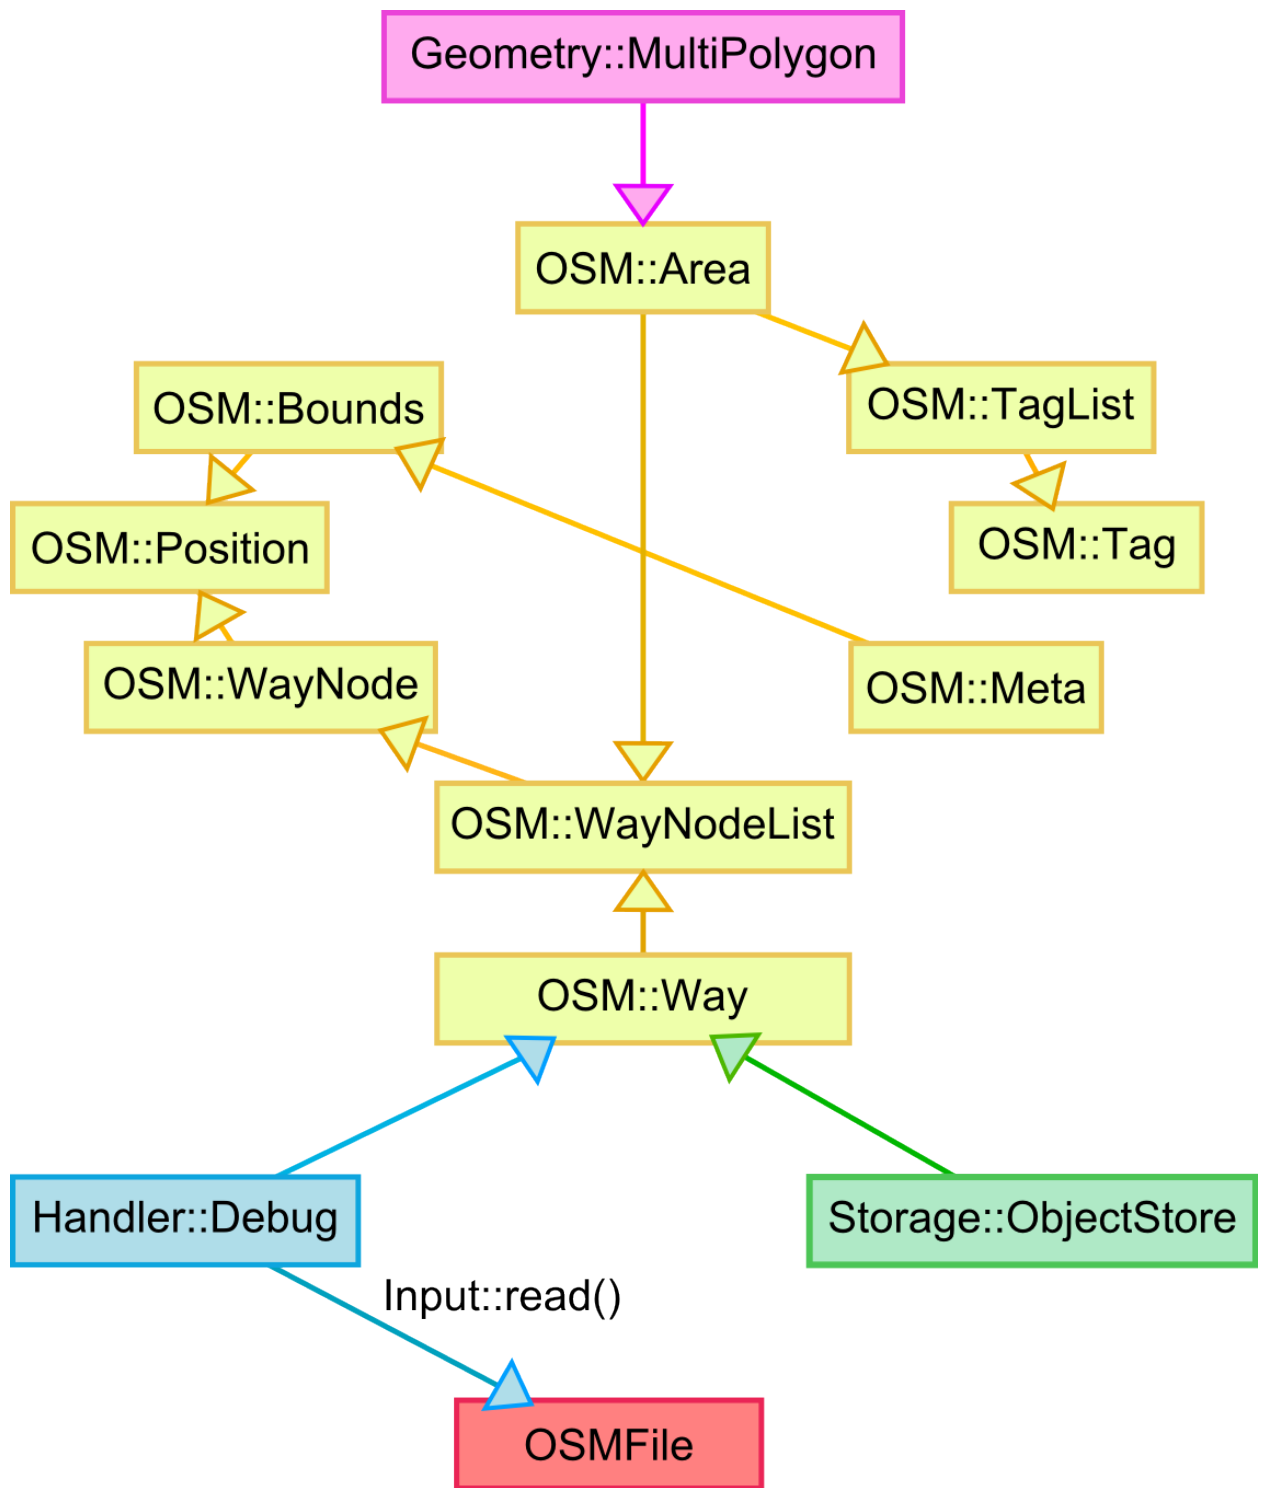 Geometry::MultiPolygon
OSM::Area
OSM::Bounds
OSM::TagList
OSM::Position
OSM::Tag
OSM::WayNode
OSM::Meta
OSM::WayNodeList
OSM::Way
Handler::Debug
Storage::ObjectStore
Input::read()
OSMFile